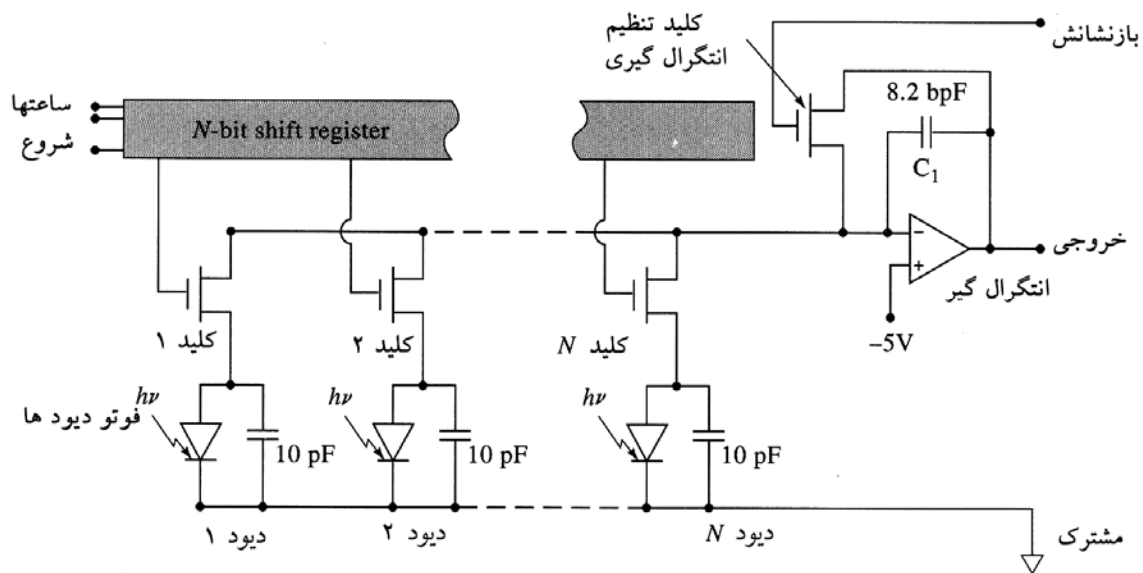 بازنشانش
کلید تنظیم
انتگرال گیری
8.2 bpF
C₁
ساعتها
شروع
N-bit shift register
خروجی
انتگرال گیر
−
+
–5V
کلید ۱
کلید ۲
کلید N
hν
hν
hν
فوتو دیود ها
10 pF
10 pF
10 pF
دیود ۱
دیود ۲
دیود N
مشترک